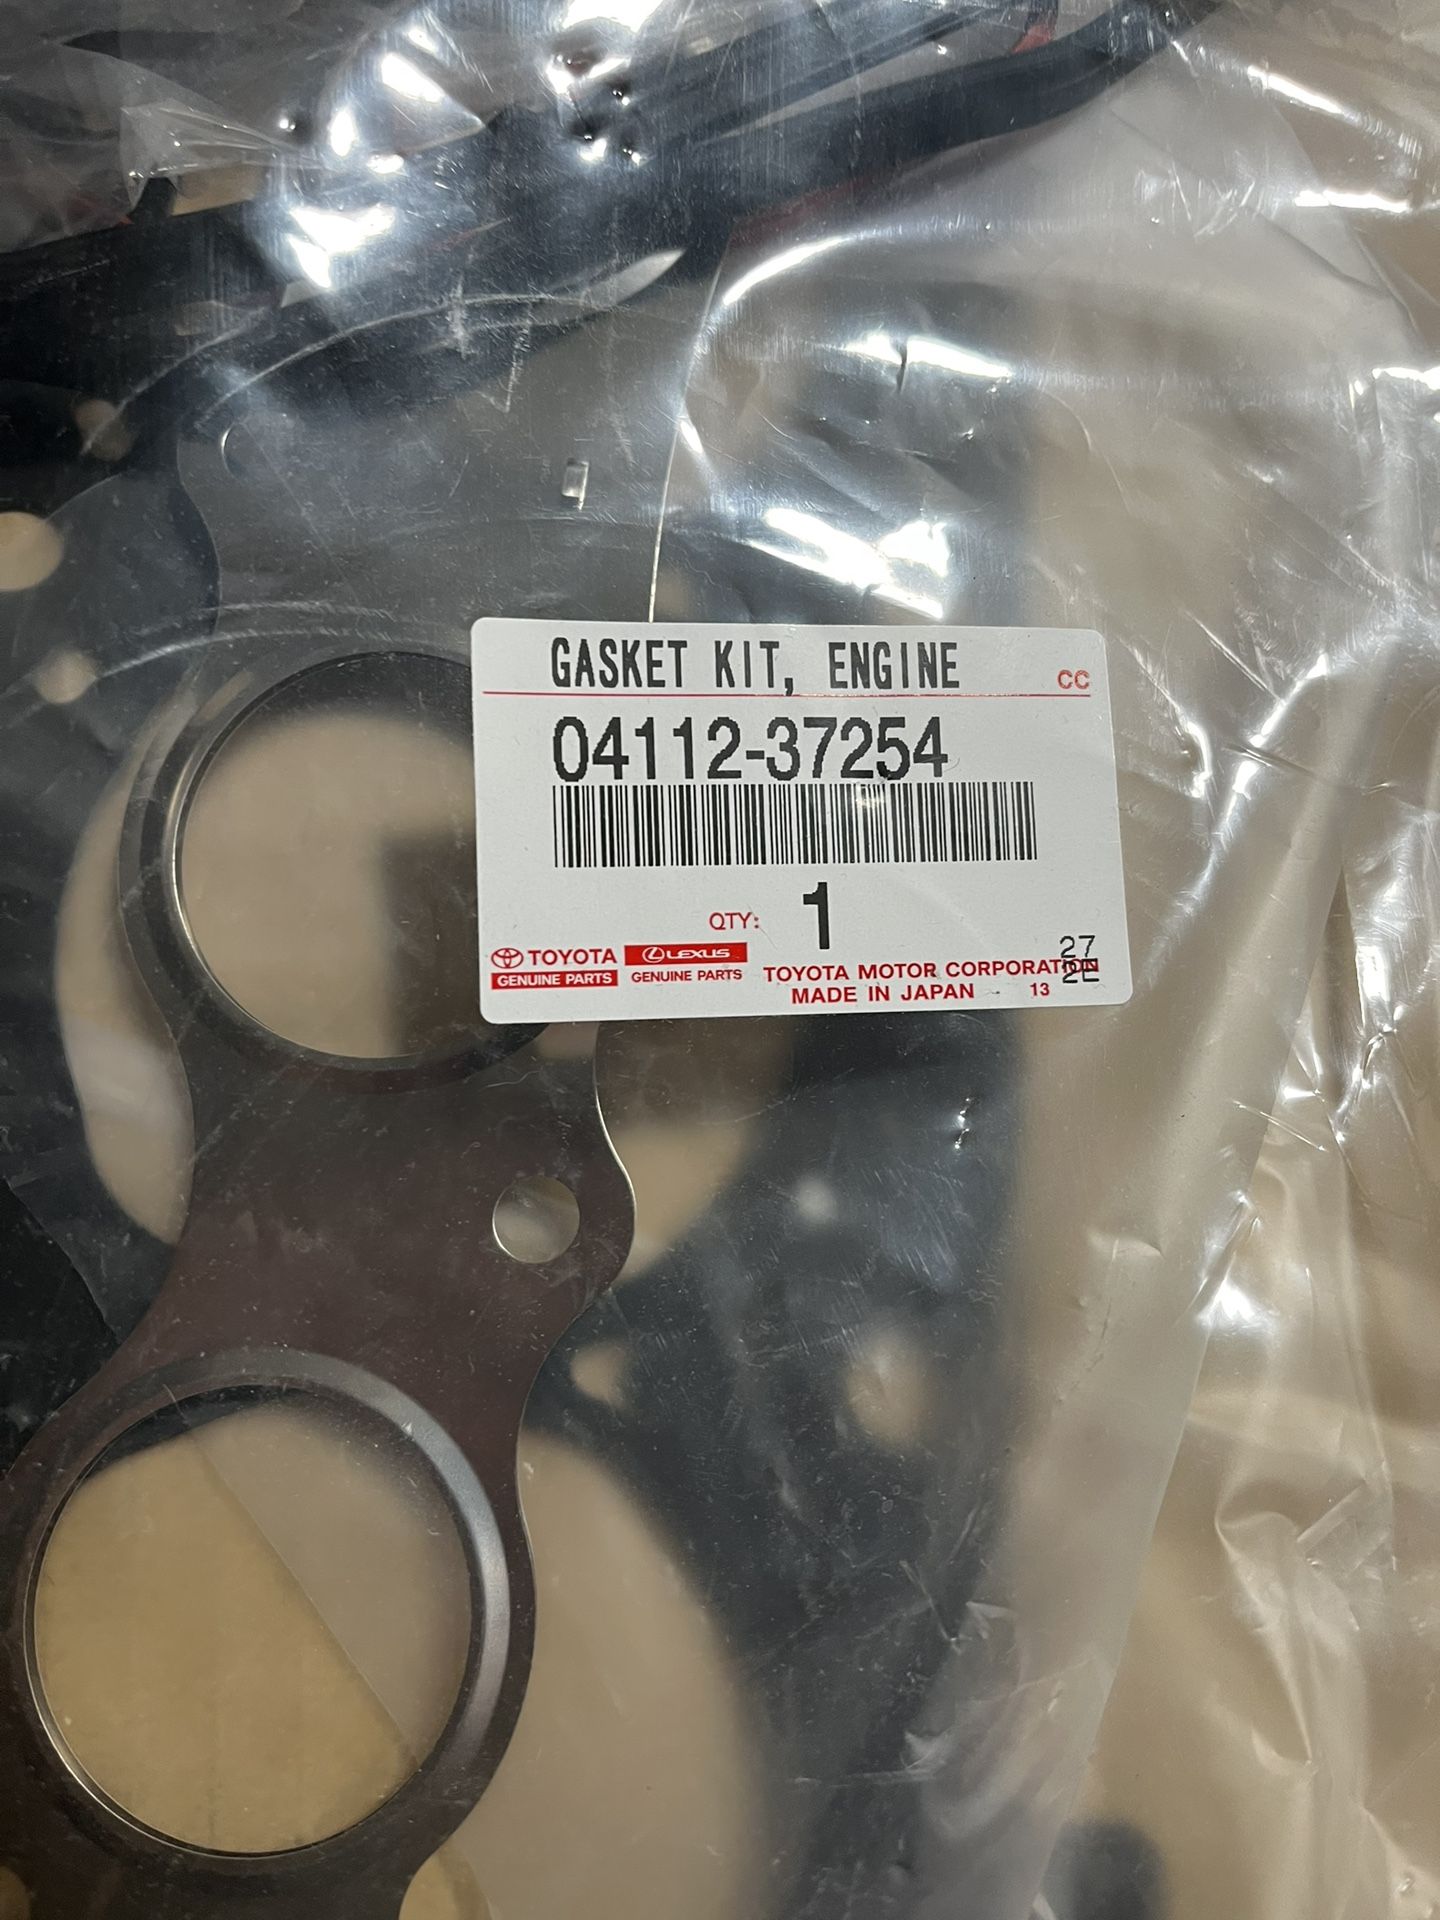 GASKET KIT, ENGINE
CC
04112-37254
QTY: 1
TOYOTA
GENUINE PARTS
LEXUS
GENUINE PARTS
27
2E
TOYOTA MOTOR CORPORATION
MADE IN JAPAN 13